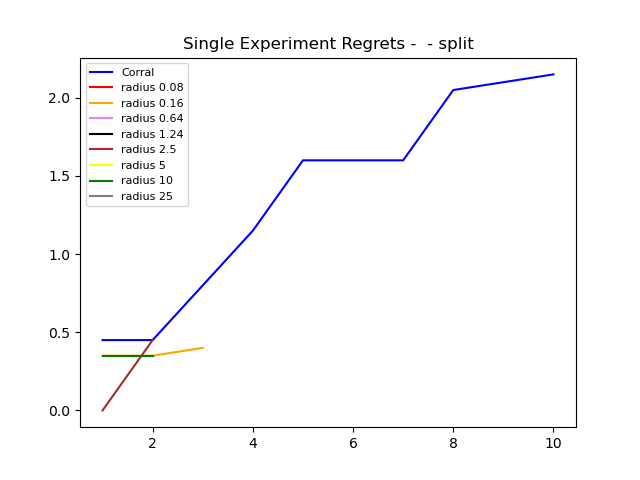 Single Experiment Regrets -  - split
Corral
radius 0.08
radius 0.16
radius 0.64
radius 1.24
radius 2.5
radius 5
radius 10
radius 25
2.0
1.5
1.0
0.5
0.0
2 4 6 8 10